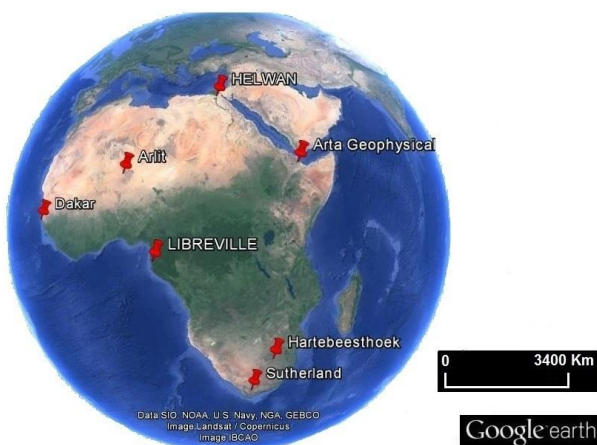 HELWAN
Arta Geophysical
Arlit
Dakar
LIBREVILLE
Hartebeesthoek
Sutherland
0 3400 Km
Data SIO, NOAA, U.S. Navy, NGA, GEBCO
Image Landsat / Copernicus
Image IBCAO
Google earth